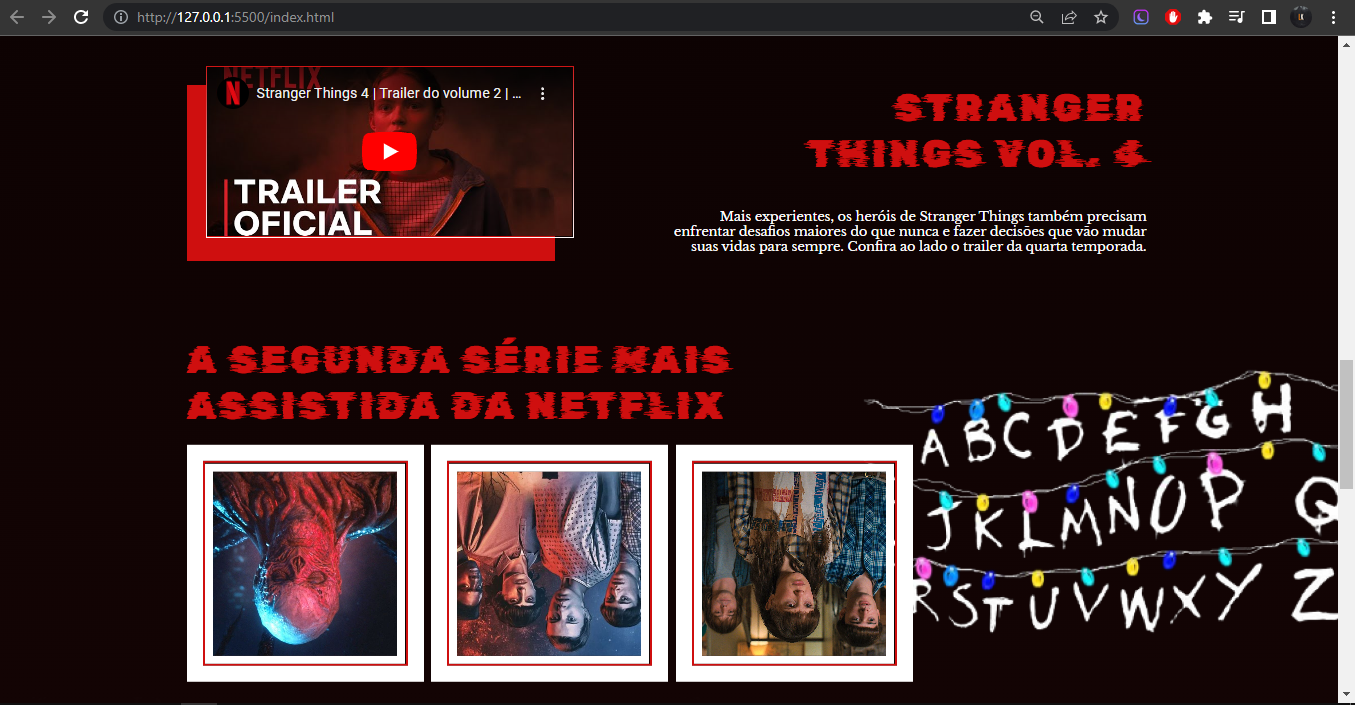 http://127.0.0.1:5500/index.html
NETFLIX
N Stranger Things 4 | Trailer do volume 2 | ...
TRAILER
OFICIAL
STRANGER
THINGS VOL. 4
Mais experientes, os heróis de Stranger Things também precisam
enfrentar desafios maiores do que nunca e fazer decisões que vão mudar
suas vidas para sempre. Confira ao lado o trailer da quarta temporada.
A SEGUNDA SÉRIE MAIS
ASSISTIDA DA NETFLIX
A B C D E F G H
J K L M N O P Q
R S T U V W X Y Z